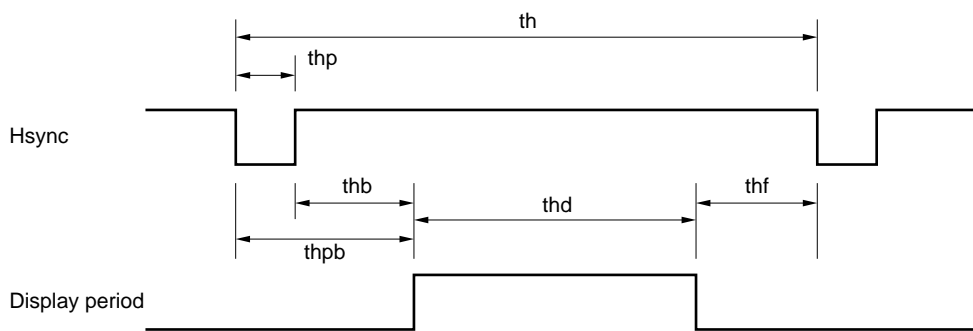 th
thp
Hsync
thb
thf
thd
thpb
Display period